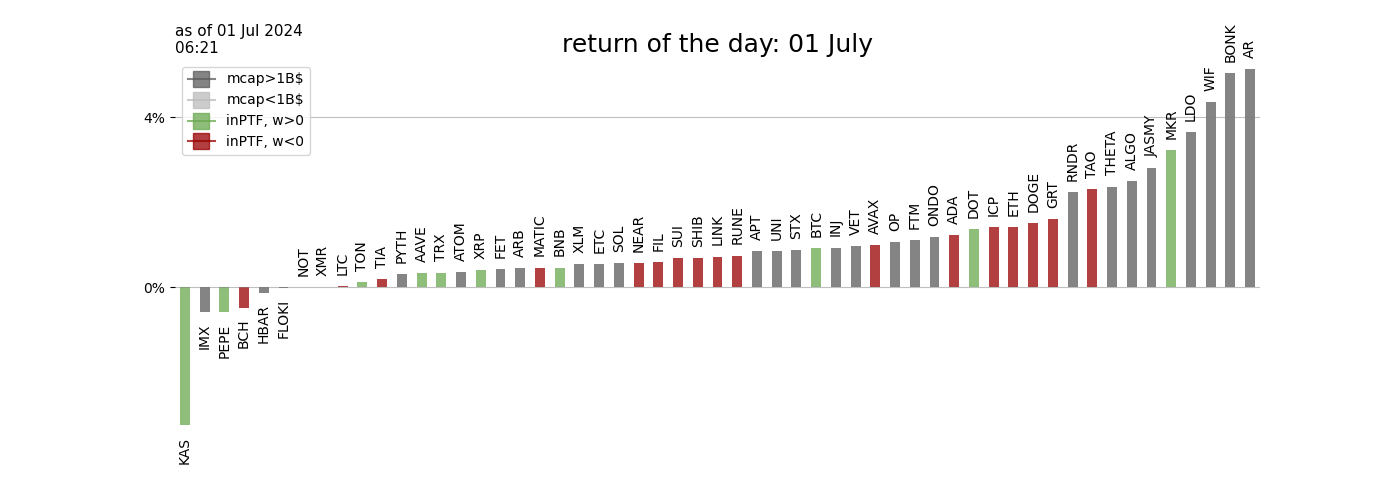 as of 01 Jul 2024
06:21
return of the day: 01 July
mcap>1B$
mcap<1B$
inPTF, w>0
inPTF, w<0
4%
0%
KAS
IMX
PEPE
BCH
HBAR
FLOKI
NOT
XMR
LTC
TON
TIA
PYTH
AAVE
TRX
ATOM
XRP
FET
ARB
MATIC
BNB
XLM
ETC
SOL
NEAR
FIL
SUI
SHIB
LINK
RUNE
APT
UNI
STX
BTC
INJ
VET
AVAX
OP
FTM
ONDO
ADA
DOT
ICP
ETH
DOGE
GRT
RNDR
TAO
THETA
ALGO
JASMY
MKR
LDO
WIF
BONK
AR